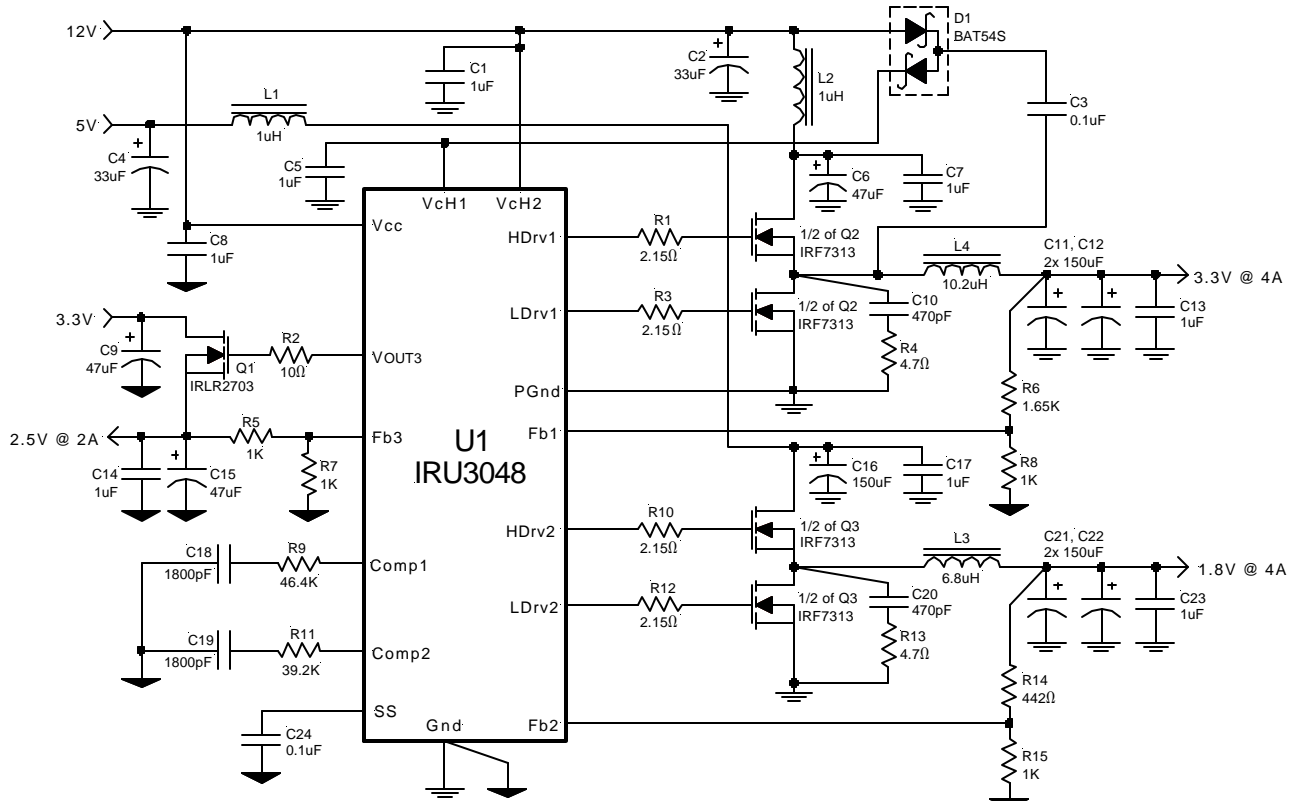 D1
BAT54S
12V
C1
1uF
C2
33uF
L2
1uH
C3
0.1uF
L1
1uH
5V
C4
33uF
C5
1uF
C6
47uF
C7
1uF
VcH1
VcH2
Vcc
C8
1uF
HDrv1
R1
2.15Ω
1/2 of Q2
IRF7313
L4
10.2uH
C11, C12
2x 150uF
3.3V @ 4A
3.3V
C9
47uF
Q1
IRLR2703
R2
10Ω
VOUT3
LDrv1
R3
2.15Ω
1/2 of Q2
IRF7313
C10
470pF
R4
4.7Ω
C13
1uF
PGnd
R6
1.65K
2.5V @ 2A
R5
1K
Fb3
Fb1
U1
IRU3048
C14
1uF
C15
47uF
R7
1K
C16
150uF
C17
1uF
R8
1K
HDrv2
R10
2.15Ω
1/2 of Q3
IRF7313
L3
6.8uH
C21, C22
2x 150uF
1.8V @ 4A
C18
1800pF
R9
46.4K
Comp1
LDrv2
R12
2.15Ω
1/2 of Q3
IRF7313
C20
470pF
R13
4.7Ω
C23
1uF
C19
1800pF
R11
39.2K
Comp2
R14
442Ω
SS
Gnd
Fb2
C24
0.1uF
R15
1K